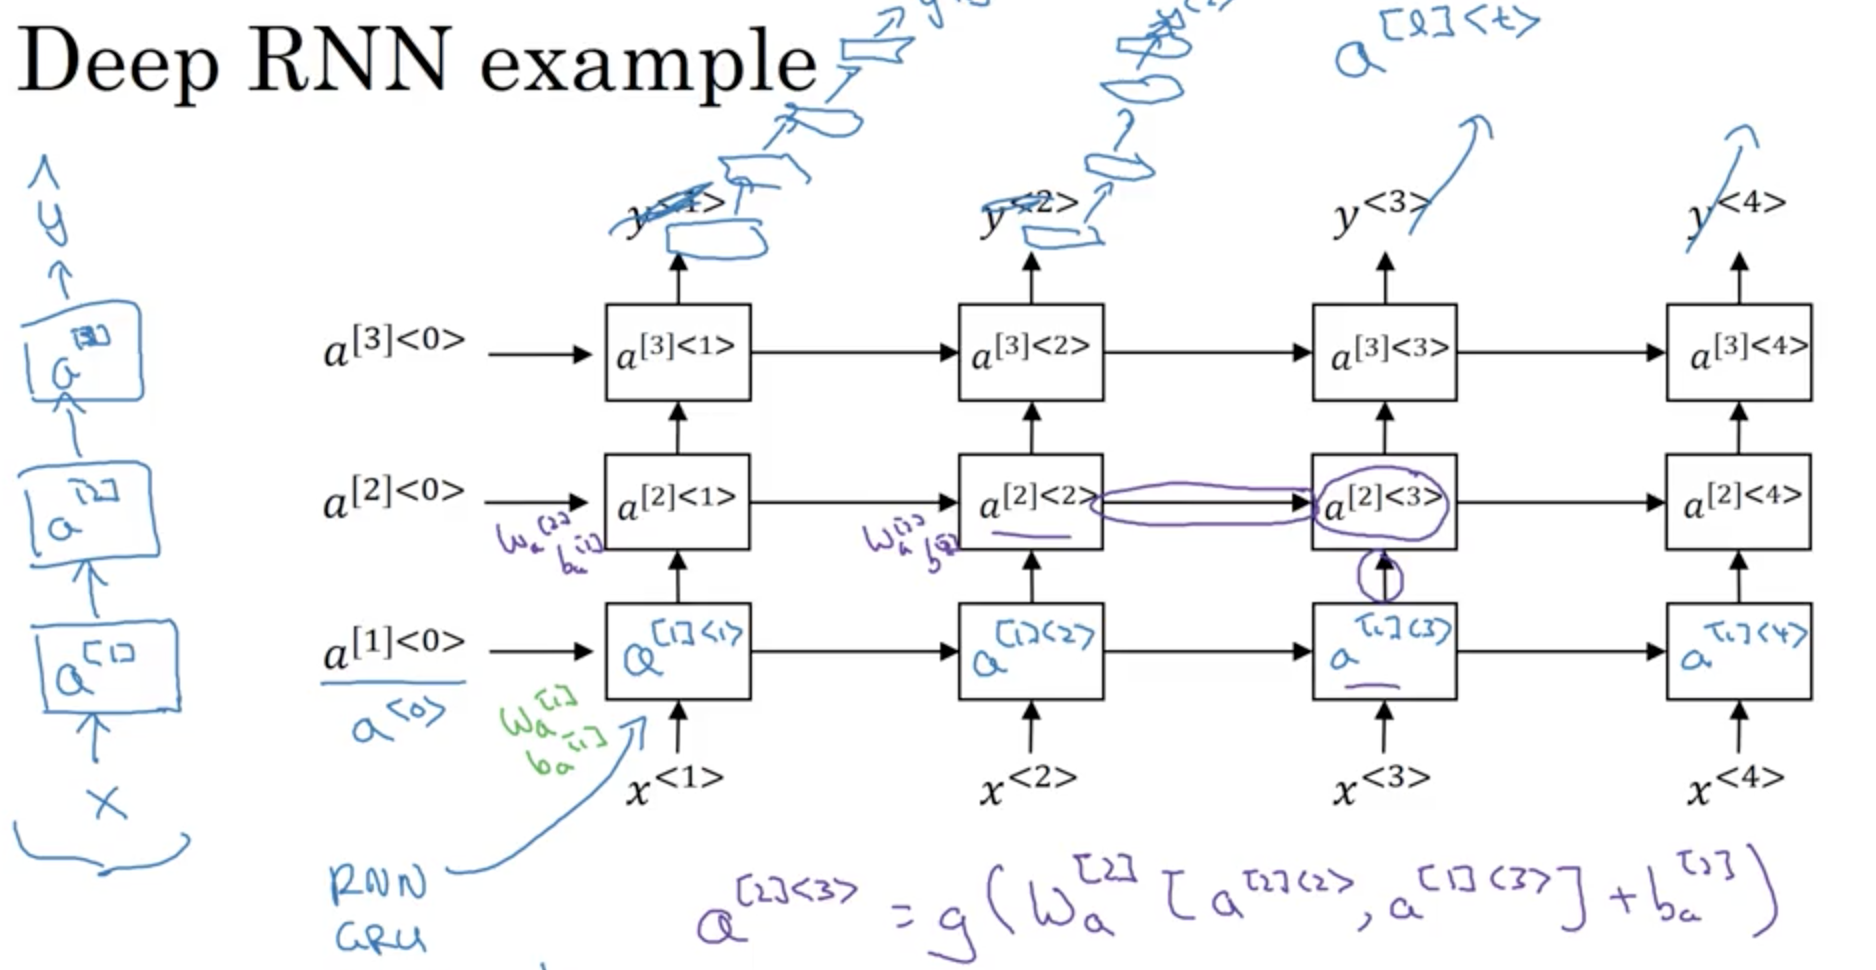 Deep RNN example
a^[l]<t>
ŷ
y^<1> y^<2> y^<3> y^<4>
a^[3] a^[3]<0> a^[3]<1> a^[3]<2> a^[3]<3> a^[3]<4>
a^[2] a^[2]<0> a^[2]<1> a^[2]<2> a^[2]<3> a^[2]<4>
W_a^[2] b_a^[2] W_a^[2] b^[2]
a^[1] a^[1]<0> a^[1]<1> a^[1]<2> a^[1]<3> a^[1]<4>
a^<0> W_a^[1]
b_a^[1]
x x^<1> x^<2> x^<3> x^<4>
RNN
GRU
a^[2]<3> = g(W_a^[2] [a^[2]<2>, a^[1]<3>] + b_a^[2])